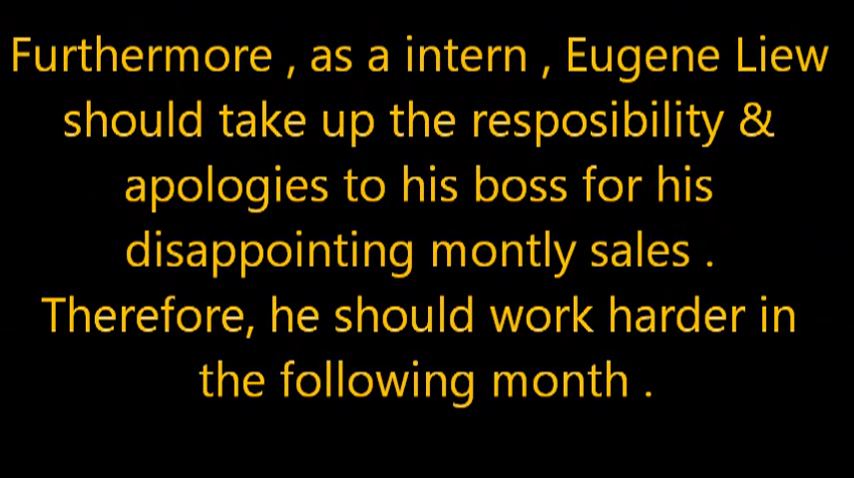 Furthermore , as a intern , Eugene Liew
should take up the resposibility &
apologies to his boss for his
disappointing montly sales .
Therefore, he should work harder in
the following month .